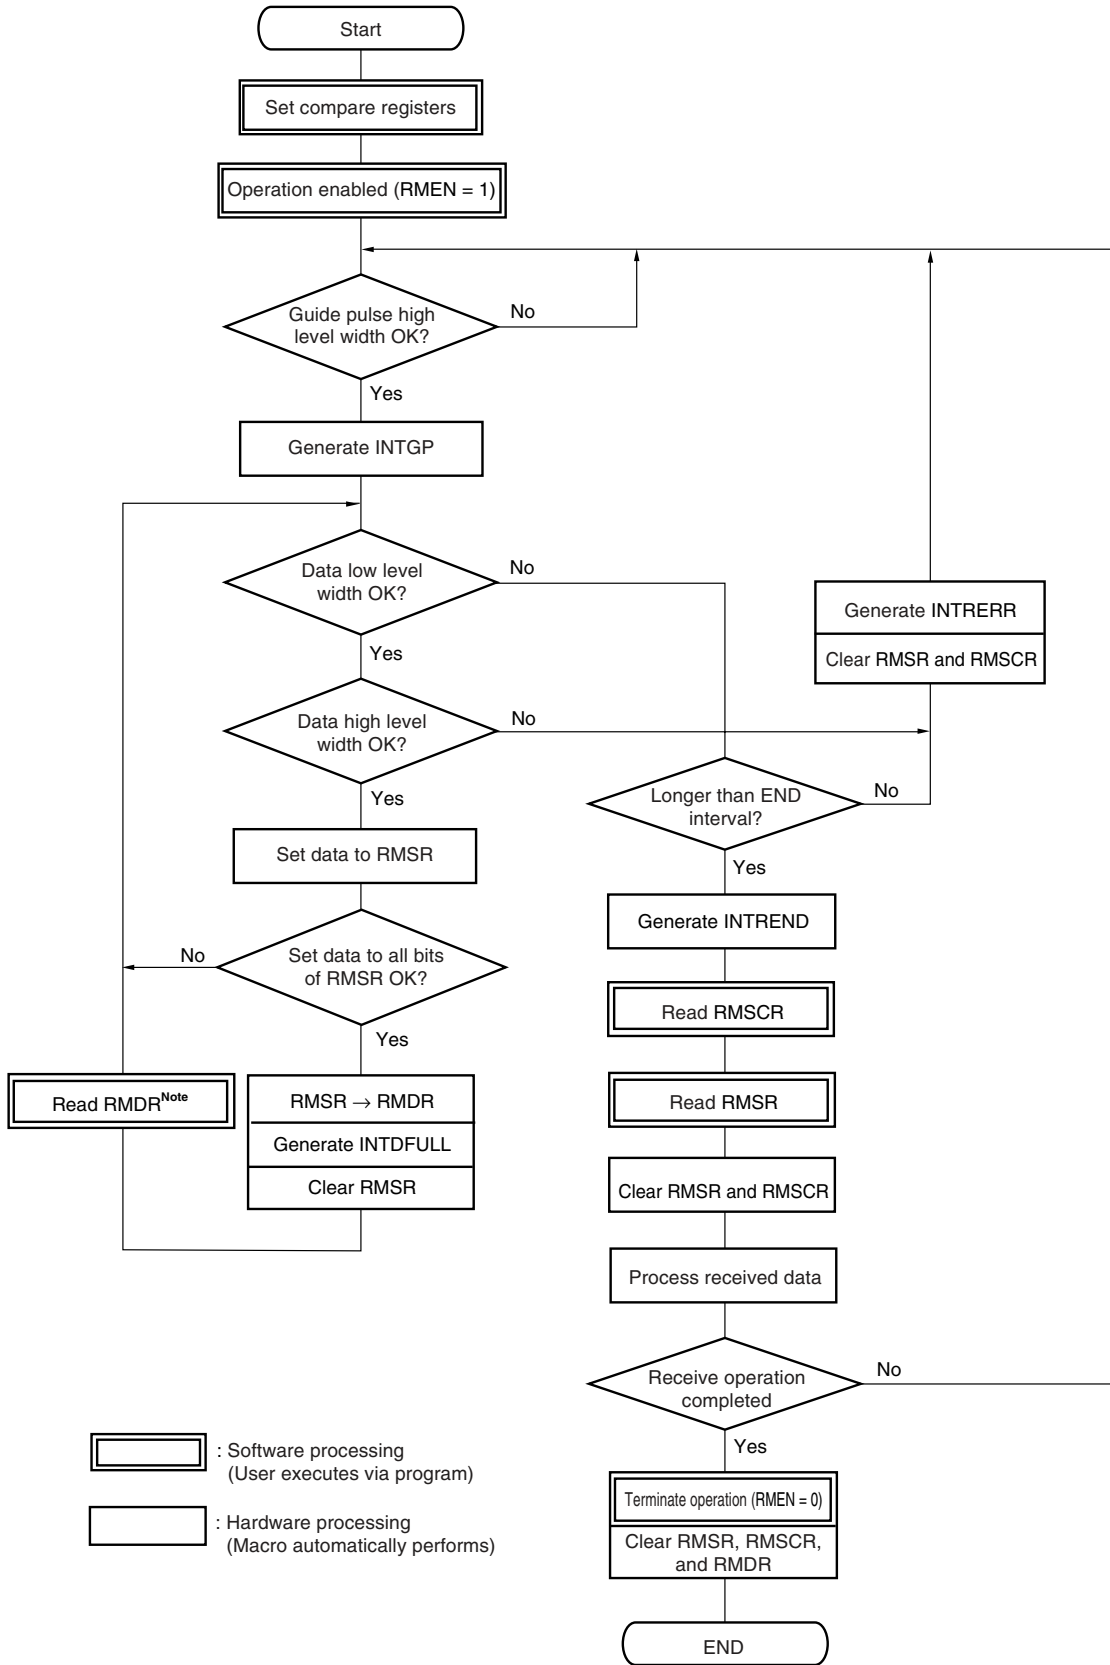 Start
Set compare registers
Operation enabled (RMEN = 1)
Guide pulse high
level width OK?
No
Yes
Generate INTGP
Data low level
width OK?
No
Yes
Generate INTRERR
Clear RMSR and RMSCR
Data high level
width OK?
No
Yes
Longer than END
interval?
No
Yes
Set data to RMSR
Generate INTREND
Set data to all bits
of RMSR OK?
No
Yes
Read RMSCR
Read RMDRNote
RMSR → RMDR
Generate INTDFULL
Clear RMSR
Read RMSR
Clear RMSR and RMSCR
Process received data
Receive operation
completed
No
Yes
Terminate operation (RMEN = 0)
Clear RMSR, RMSCR,
and RMDR
END
: Software processing
(User executes via program)
: Hardware processing
(Macro automatically performs)